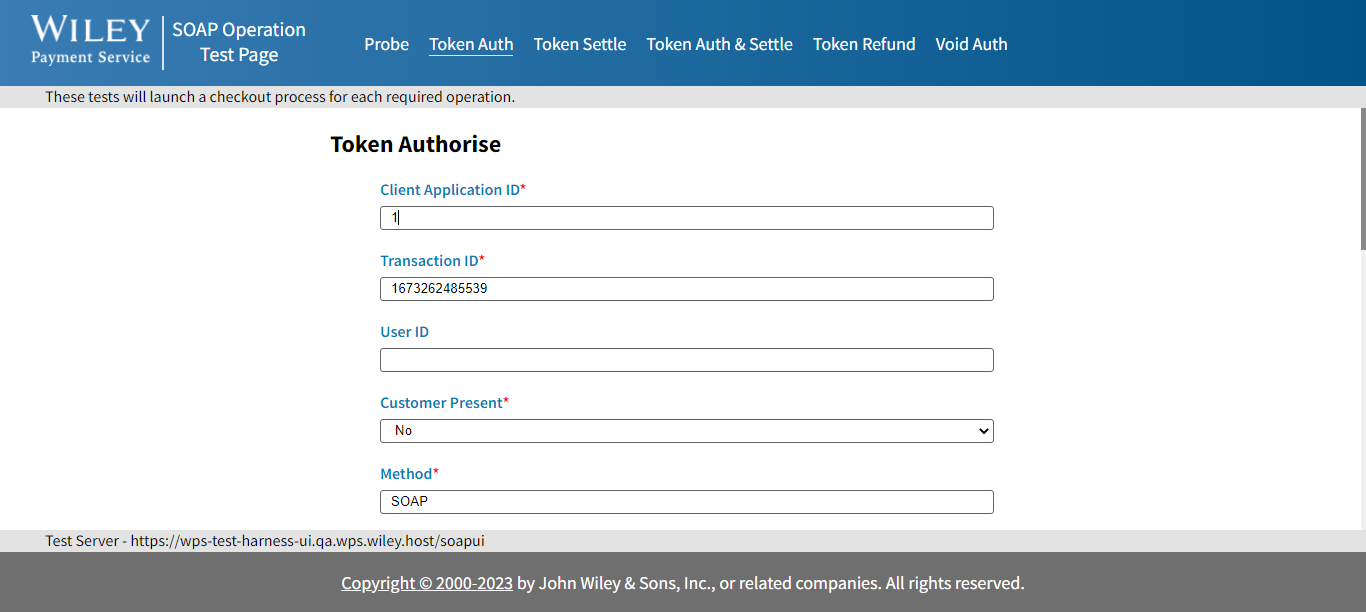 WILEY
Payment Service
SOAP Operation
Test Page
Probe Token Auth Token Settle Token Auth & Settle Token Refund Void Auth
These tests will launch a checkout process for each required operation.
Token Authorise
Client Application ID*
1
Transaction ID*
1673262485539
User ID
Customer Present*
No
Method*
SOAP
Test Server - https://wps-test-harness-ui.qa.wps.wiley.host/soapui
Copyright © 2000-2023 by John Wiley & Sons, Inc., or related companies. All rights reserved.